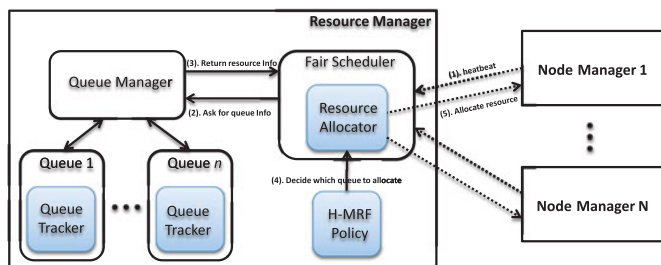 Resource Manager
Queue Manager
(3). Return resource Info
(2). Ask for queue Info
Fair Scheduler
Resource
Allocator
(1). heatbeat
(5). Allocate resource
Node Manager 1
Queue 1
Queue
Tracker
Queue n
Queue
Tracker
(4). Decide which queue to allocate
H-MRF
Policy
Node Manager N